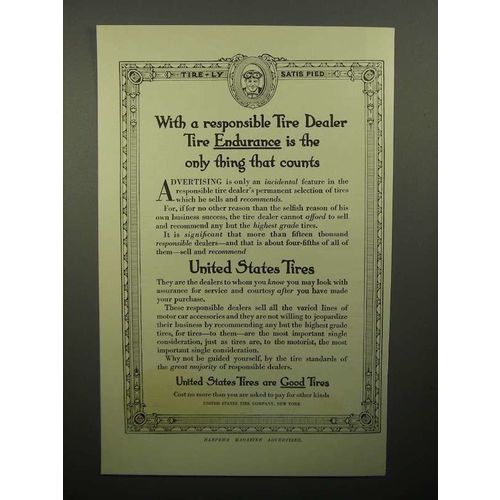 TIRE-LY SATIS FIED
With a responsible Tire Dealer
Tire Endurance is the
only thing that counts
ADVERTISING is only an incidental feature in the
responsible tire dealer's permanent selection of tires
which he sells and recommends.
For, if for no other reason than the selfish reason of his
own business success, the tire dealer cannot afford to sell
and recommend any but the highest grade tires.
It is significant that more than fifteen thousand
responsible dealers—and that is about four-fifths of all of
them—sell and recommend
United States Tires
They are the dealers to whom you know you may look with
assurance for service and courtesy after you have made
your purchase.
These responsible dealers sell all the varied lines of
motor car accessories and they are not willing to jeopardize
their business by recommending any but the highest grade
tires, for tires—to them—are the most important single
consideration, just as tires are, to the motorist, the most
important single consideration.
Why not be guided yourself, by the tire standards of
the great majority of responsible dealers.
United States Tires are Good Tires
Cost no more than you are asked to pay for other kinds
UNITED STATES TIRE COMPANY, NEW YORK
HARPER'S MAGAZINE ADVERTISER.